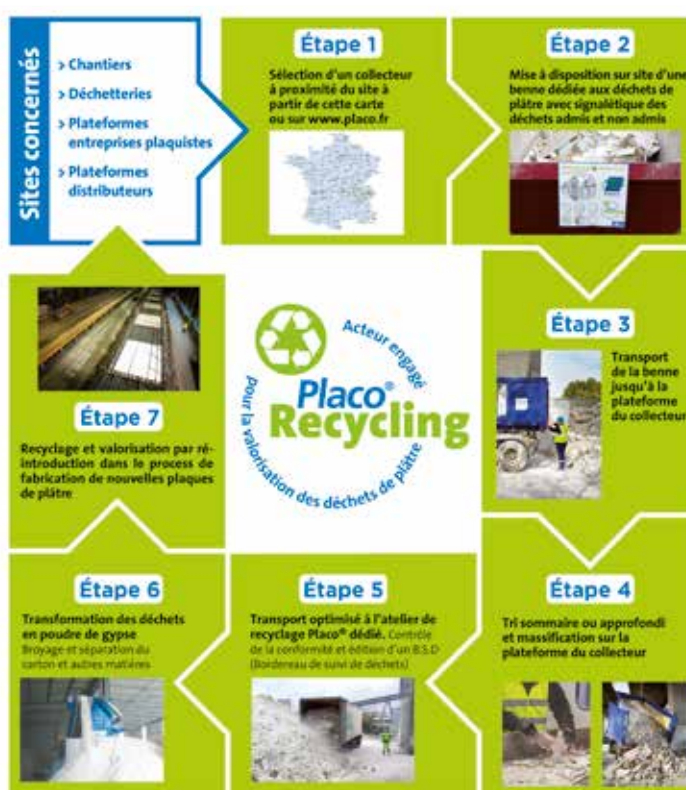 Sites concernés
> Chantiers
> Déchetteries
> Plateformes
entreprises plaquistes
> Plateformes
distributeurs
Étape 1
Sélection d'un collecteur
à proximité du site à
partir de cette carte
ou sur www.placo.fr
Étape 2
Mise à disposition sur site d'une
benne dédiée aux déchets de
plâtre avec signalétique des
déchets admis et non admis
Étape 3
Transport
de la benne
jusqu'à la
plateforme
du collecteur
Étape 4
Tri sommaire ou approfondi
et massification sur la
plateforme du collecteur
Étape 5
Transport optimisé à l'atelier de
recyclage Placo® dédié. Contrôle
de la conformité et édition d'un B.S.D
(Bordereau de suivi de déchets)
Étape 6
Transformation des déchets
en poudre de gypse
Broyage et séparation du
carton et autres matières
Étape 7
Recyclage et valorisation par ré-
introduction dans le process de
fabrication de nouvelles plaques
de plâtre
Placo®
Recycling
Acteur engagé
pour la valorisation des déchets de plâtre